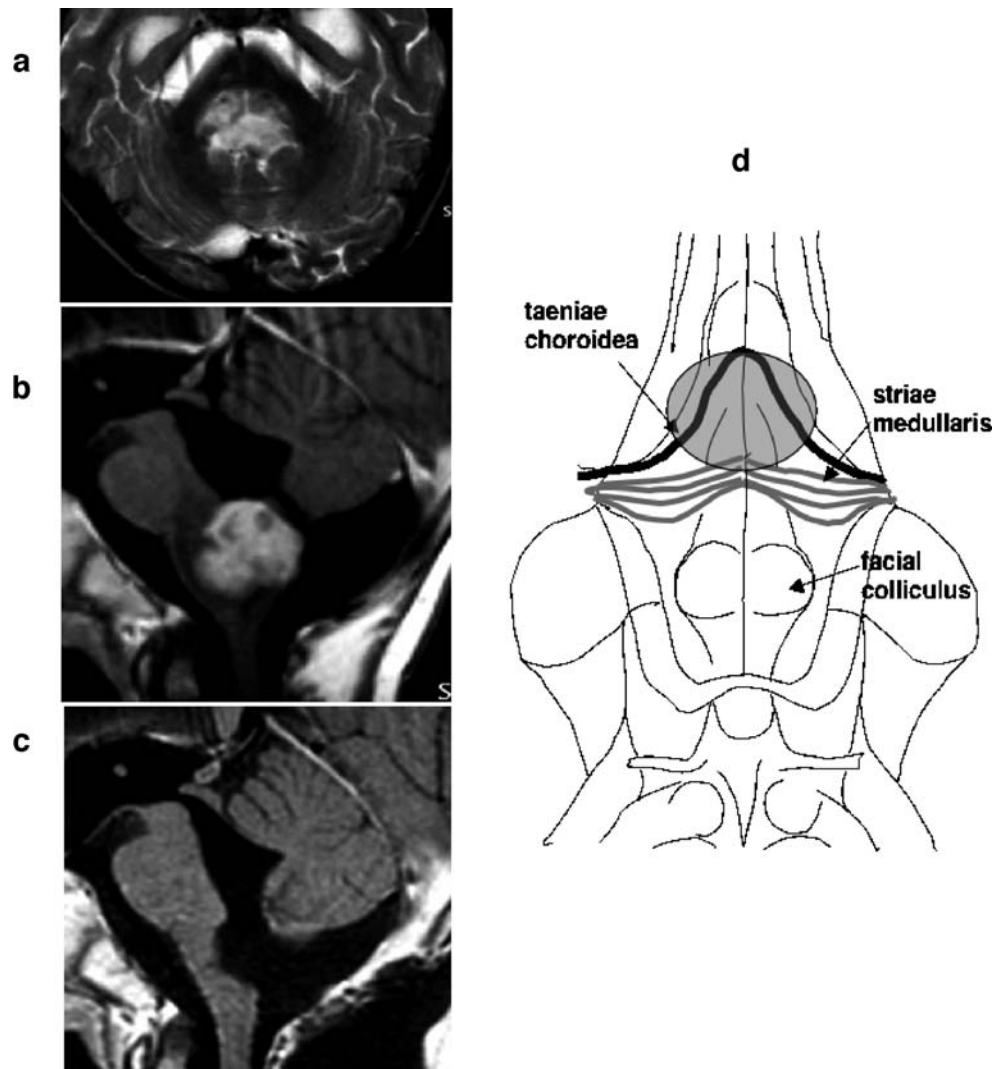 a
b
c
d
taeniae
choroidea
striae
medullaris
facial
colliculus
S
S